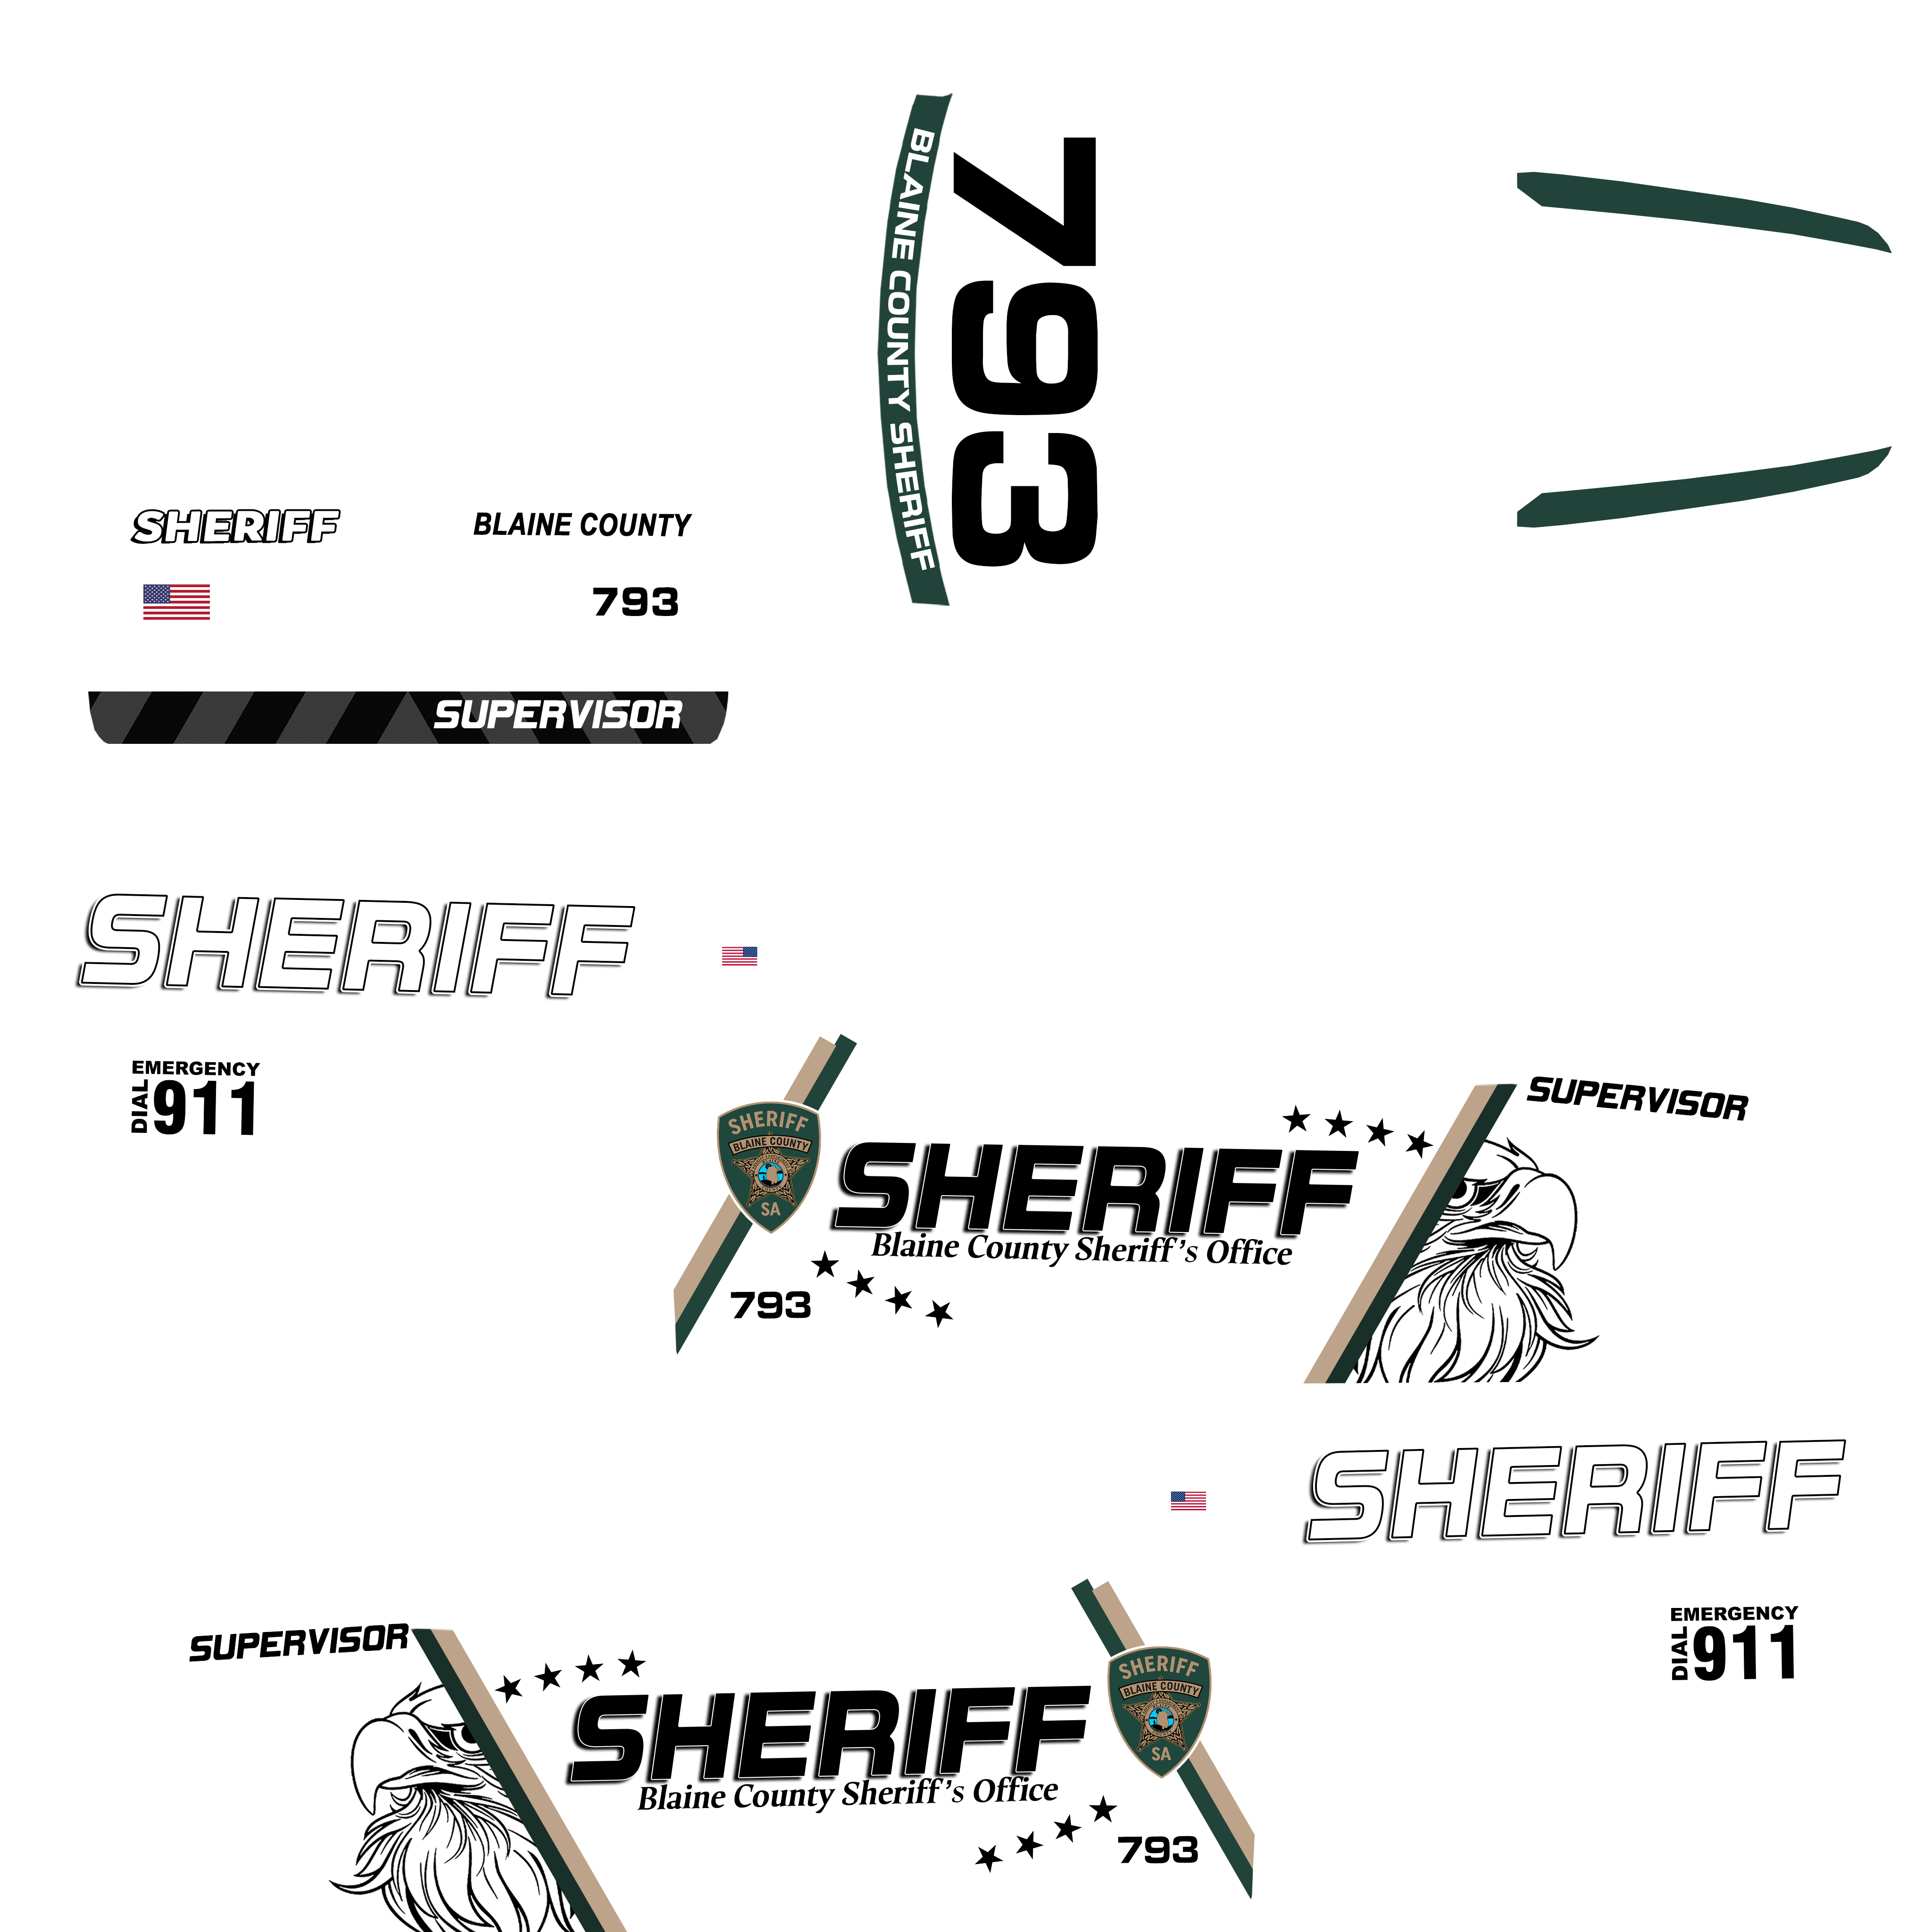 BLAINE COUNTY SHERIFF
793
SHERIFF
BLAINE COUNTY
793
SUPERVISOR
SHERIFF
EMERGENCY
DIAL
911
SHERIFF
BLAINE COUNTY
SA
SHERIFF
Blaine County Sheriff's Office
793
SUPERVISOR
SHERIFF
EMERGENCY
DIAL
911
SUPERVISOR
SHERIFF
Blaine County Sheriff's Office
SHERIFF
BLAINE COUNTY
SA
793